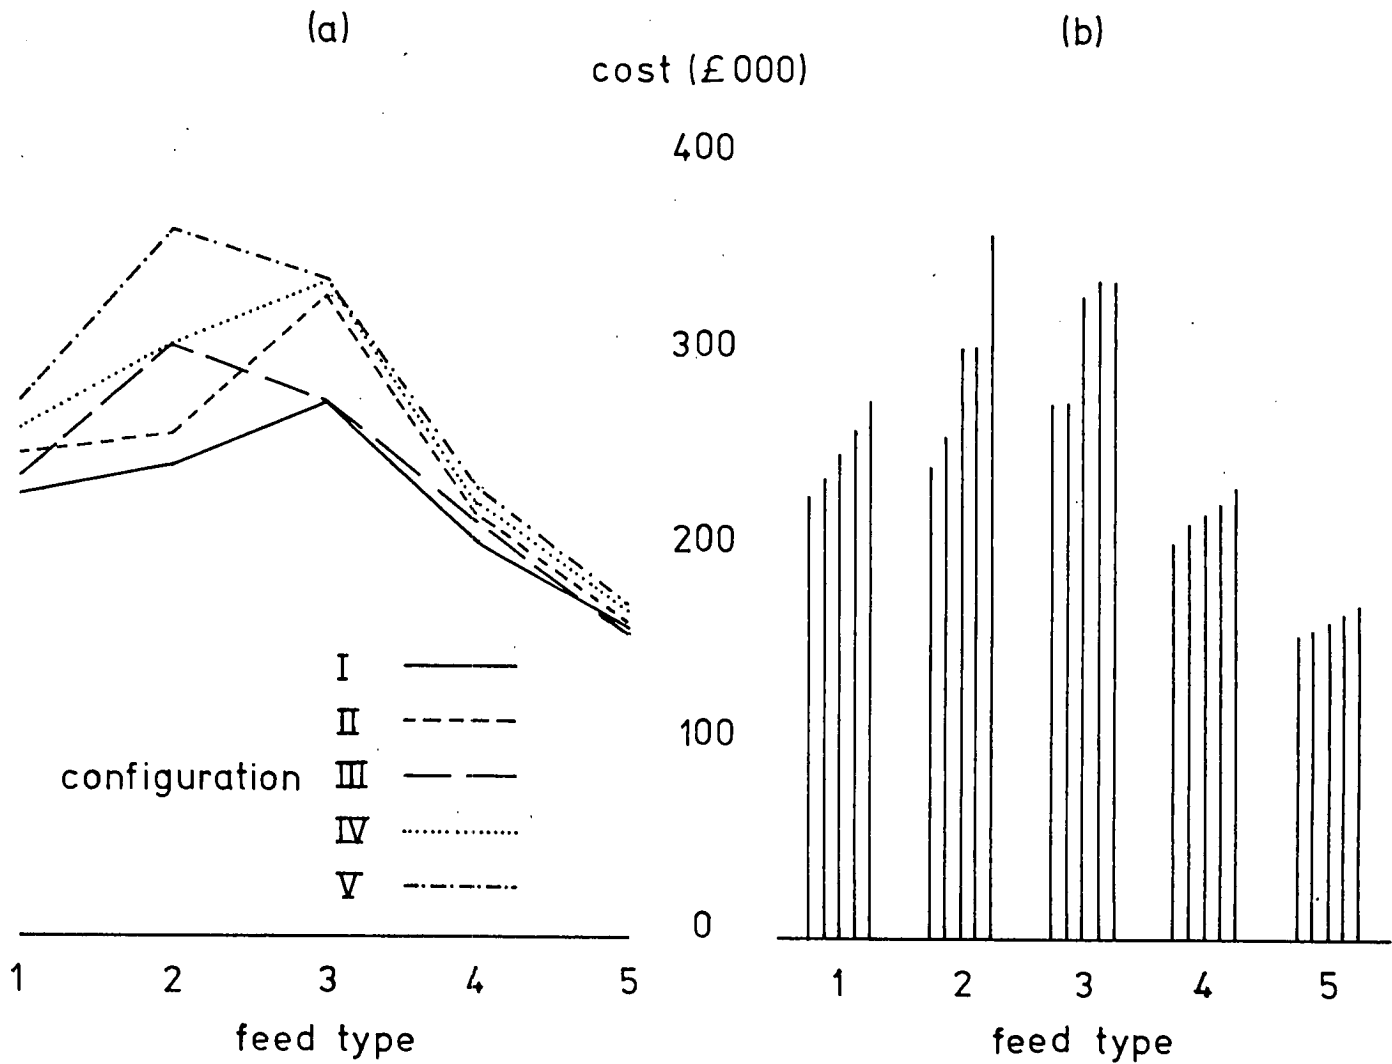 (a)
(b)
cost (£000)
400
300
200
100
0
I
II
configuration III
IV
V
1 2 3 4 5
feed type
1 2 3 4 5
feed type